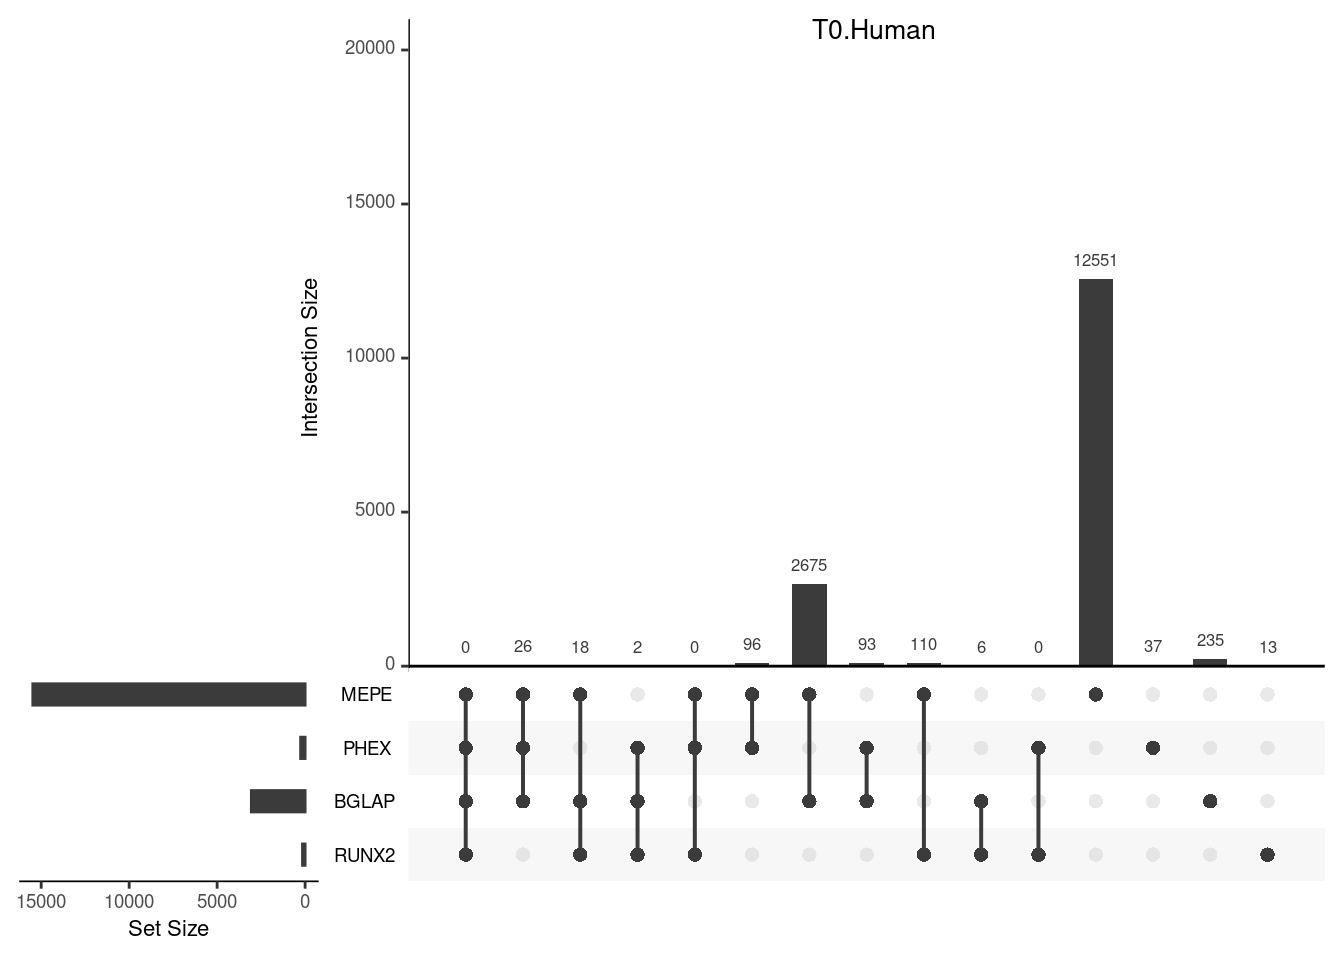 T0.Human
20000
15000
10000
5000
0
Intersection Size
12551
2675
0 26 18 2 0 96 93 110 6 0 37 235 13
MEPE
PHEX
BGLAP
RUNX2
15000 10000 5000 0
Set Size